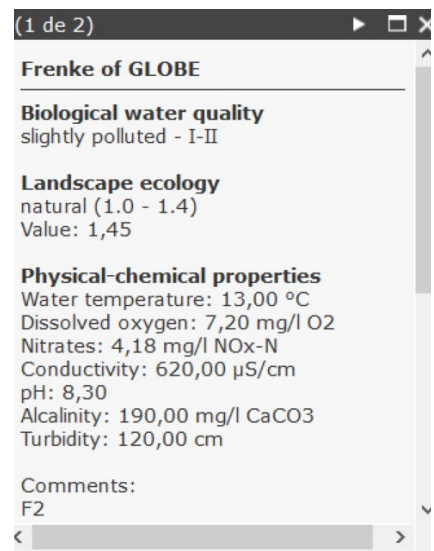 (1 de 2)
Frenke of GLOBE
Biological water quality
slightly polluted - I-II
Landscape ecology
natural (1.0 - 1.4)
Value: 1,45
Physical-chemical properties
Water temperature: 13,00 ºC
Dissolved oxygen: 7,20 mg/l O2
Nitrates: 4,18 mg/l NOx-N
Conductivity: 620,00 µS/cm
pH: 8,30
Alcalinity: 190,00 mg/l CaCO3
Turbidity: 120,00 cm
Comments:
F2